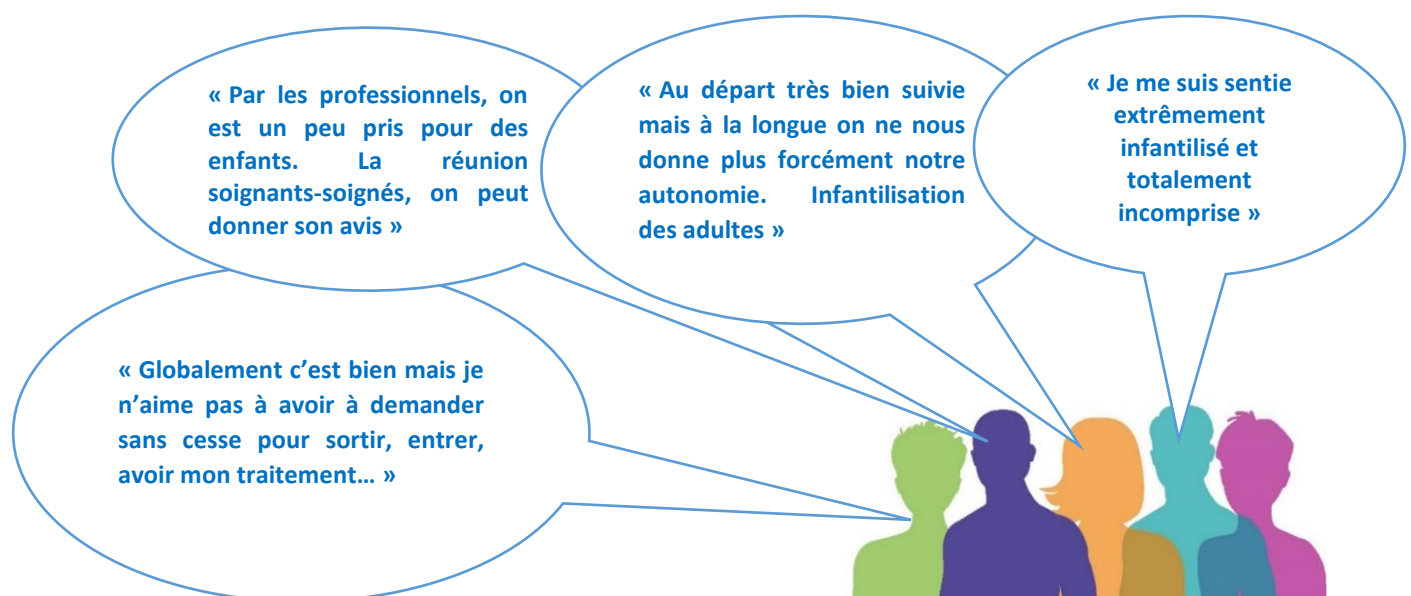 « Par les professionnels, on
est un peu pris pour des
enfants. La réunion
soignants-soignés, on peut
donner son avis »
« Au départ très bien suivie
mais à la longue on ne nous
donne plus forcément notre
autonomie. Infantilisation
des adultes »
« Je me suis sentie
extrêmement
infantilisé et
totalement
incomprise »
« Globalement c’est bien mais je
n’aime pas à avoir à demander
sans cesse pour sortir, entrer,
avoir mon traitement… »